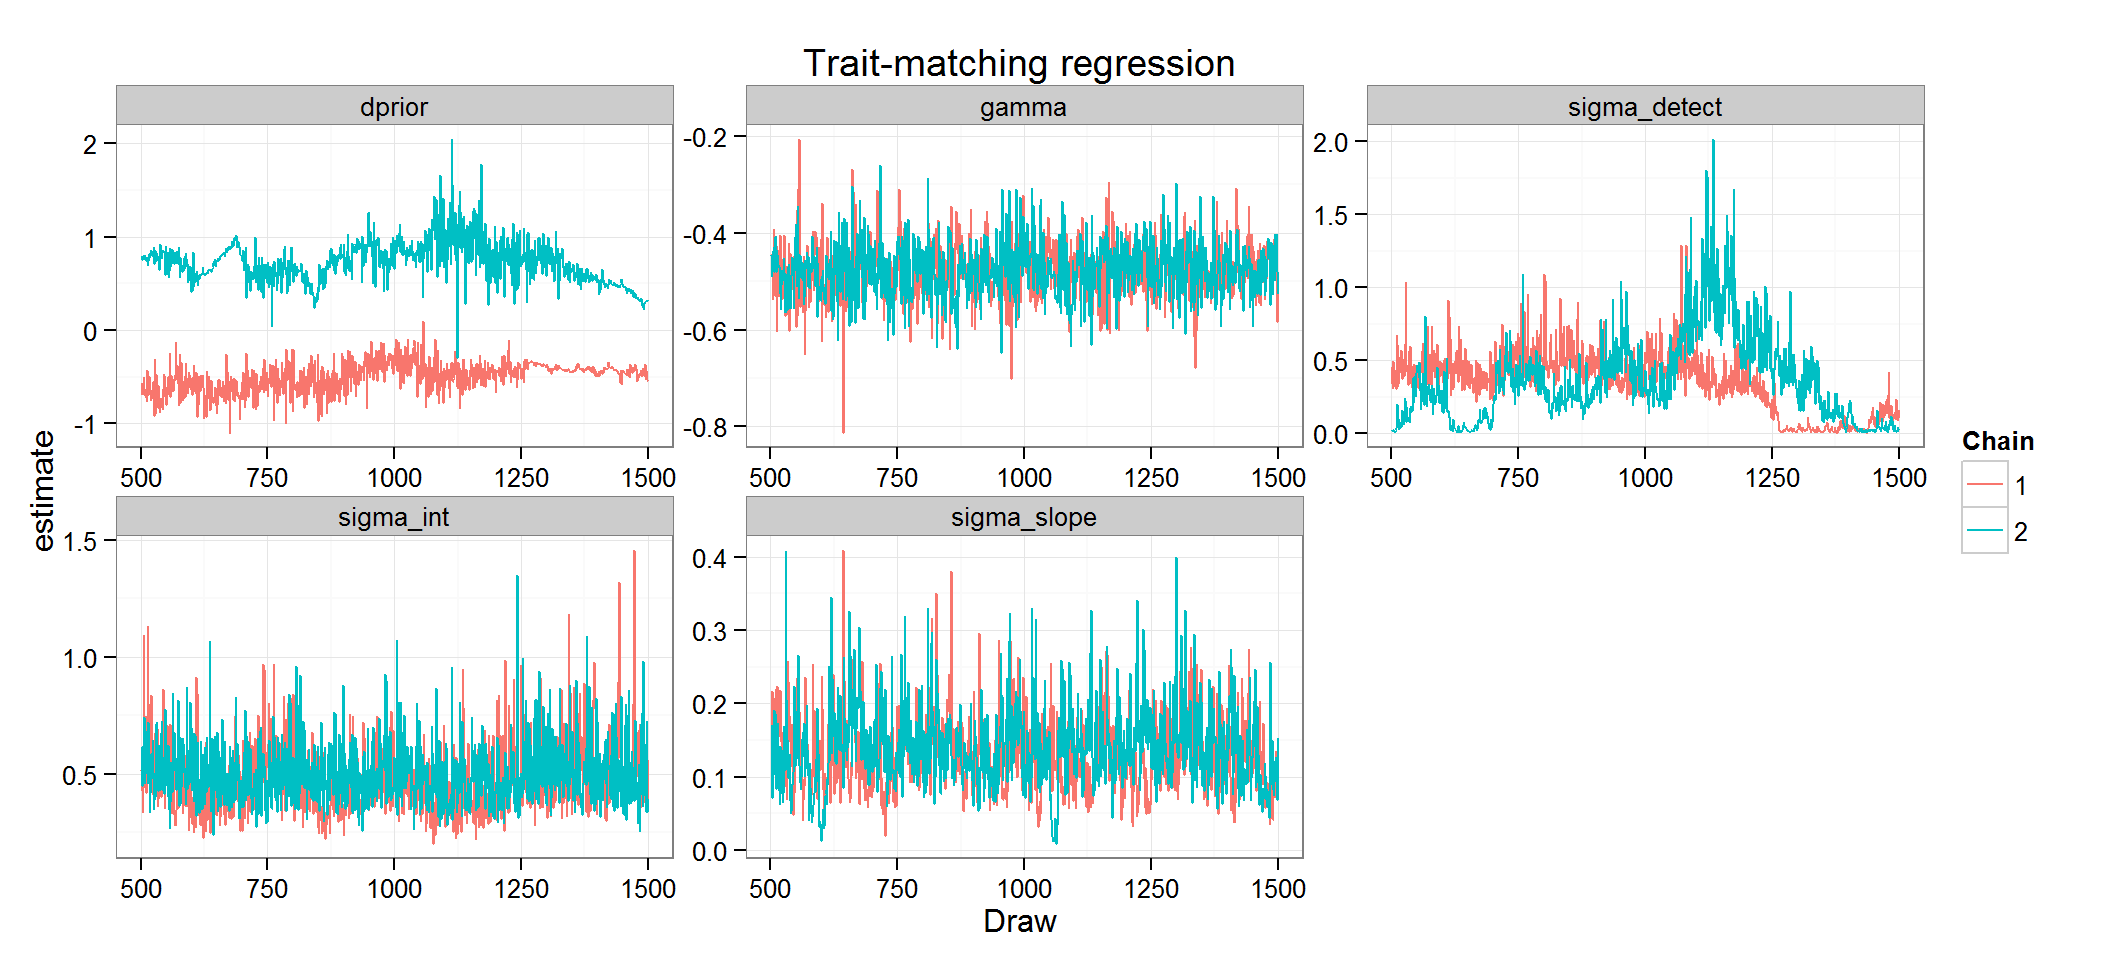 Trait-matching regression
dprior
gamma
sigma_detect
2
1
0
-1
-0.2
-0.4
-0.6
-0.8
2.0
1.5
1.0
0.5
0.0
500 750 1000 1250 1500
500 750 1000 1250 1500
500 750 1000 1250 1500
estimate
sigma_int
sigma_slope
1.5
1.0
0.5
0.4
0.3
0.2
0.1
0.0
500 750 1000 1250 1500
500 750 1000 1250 1500
Draw
Chain
1
2